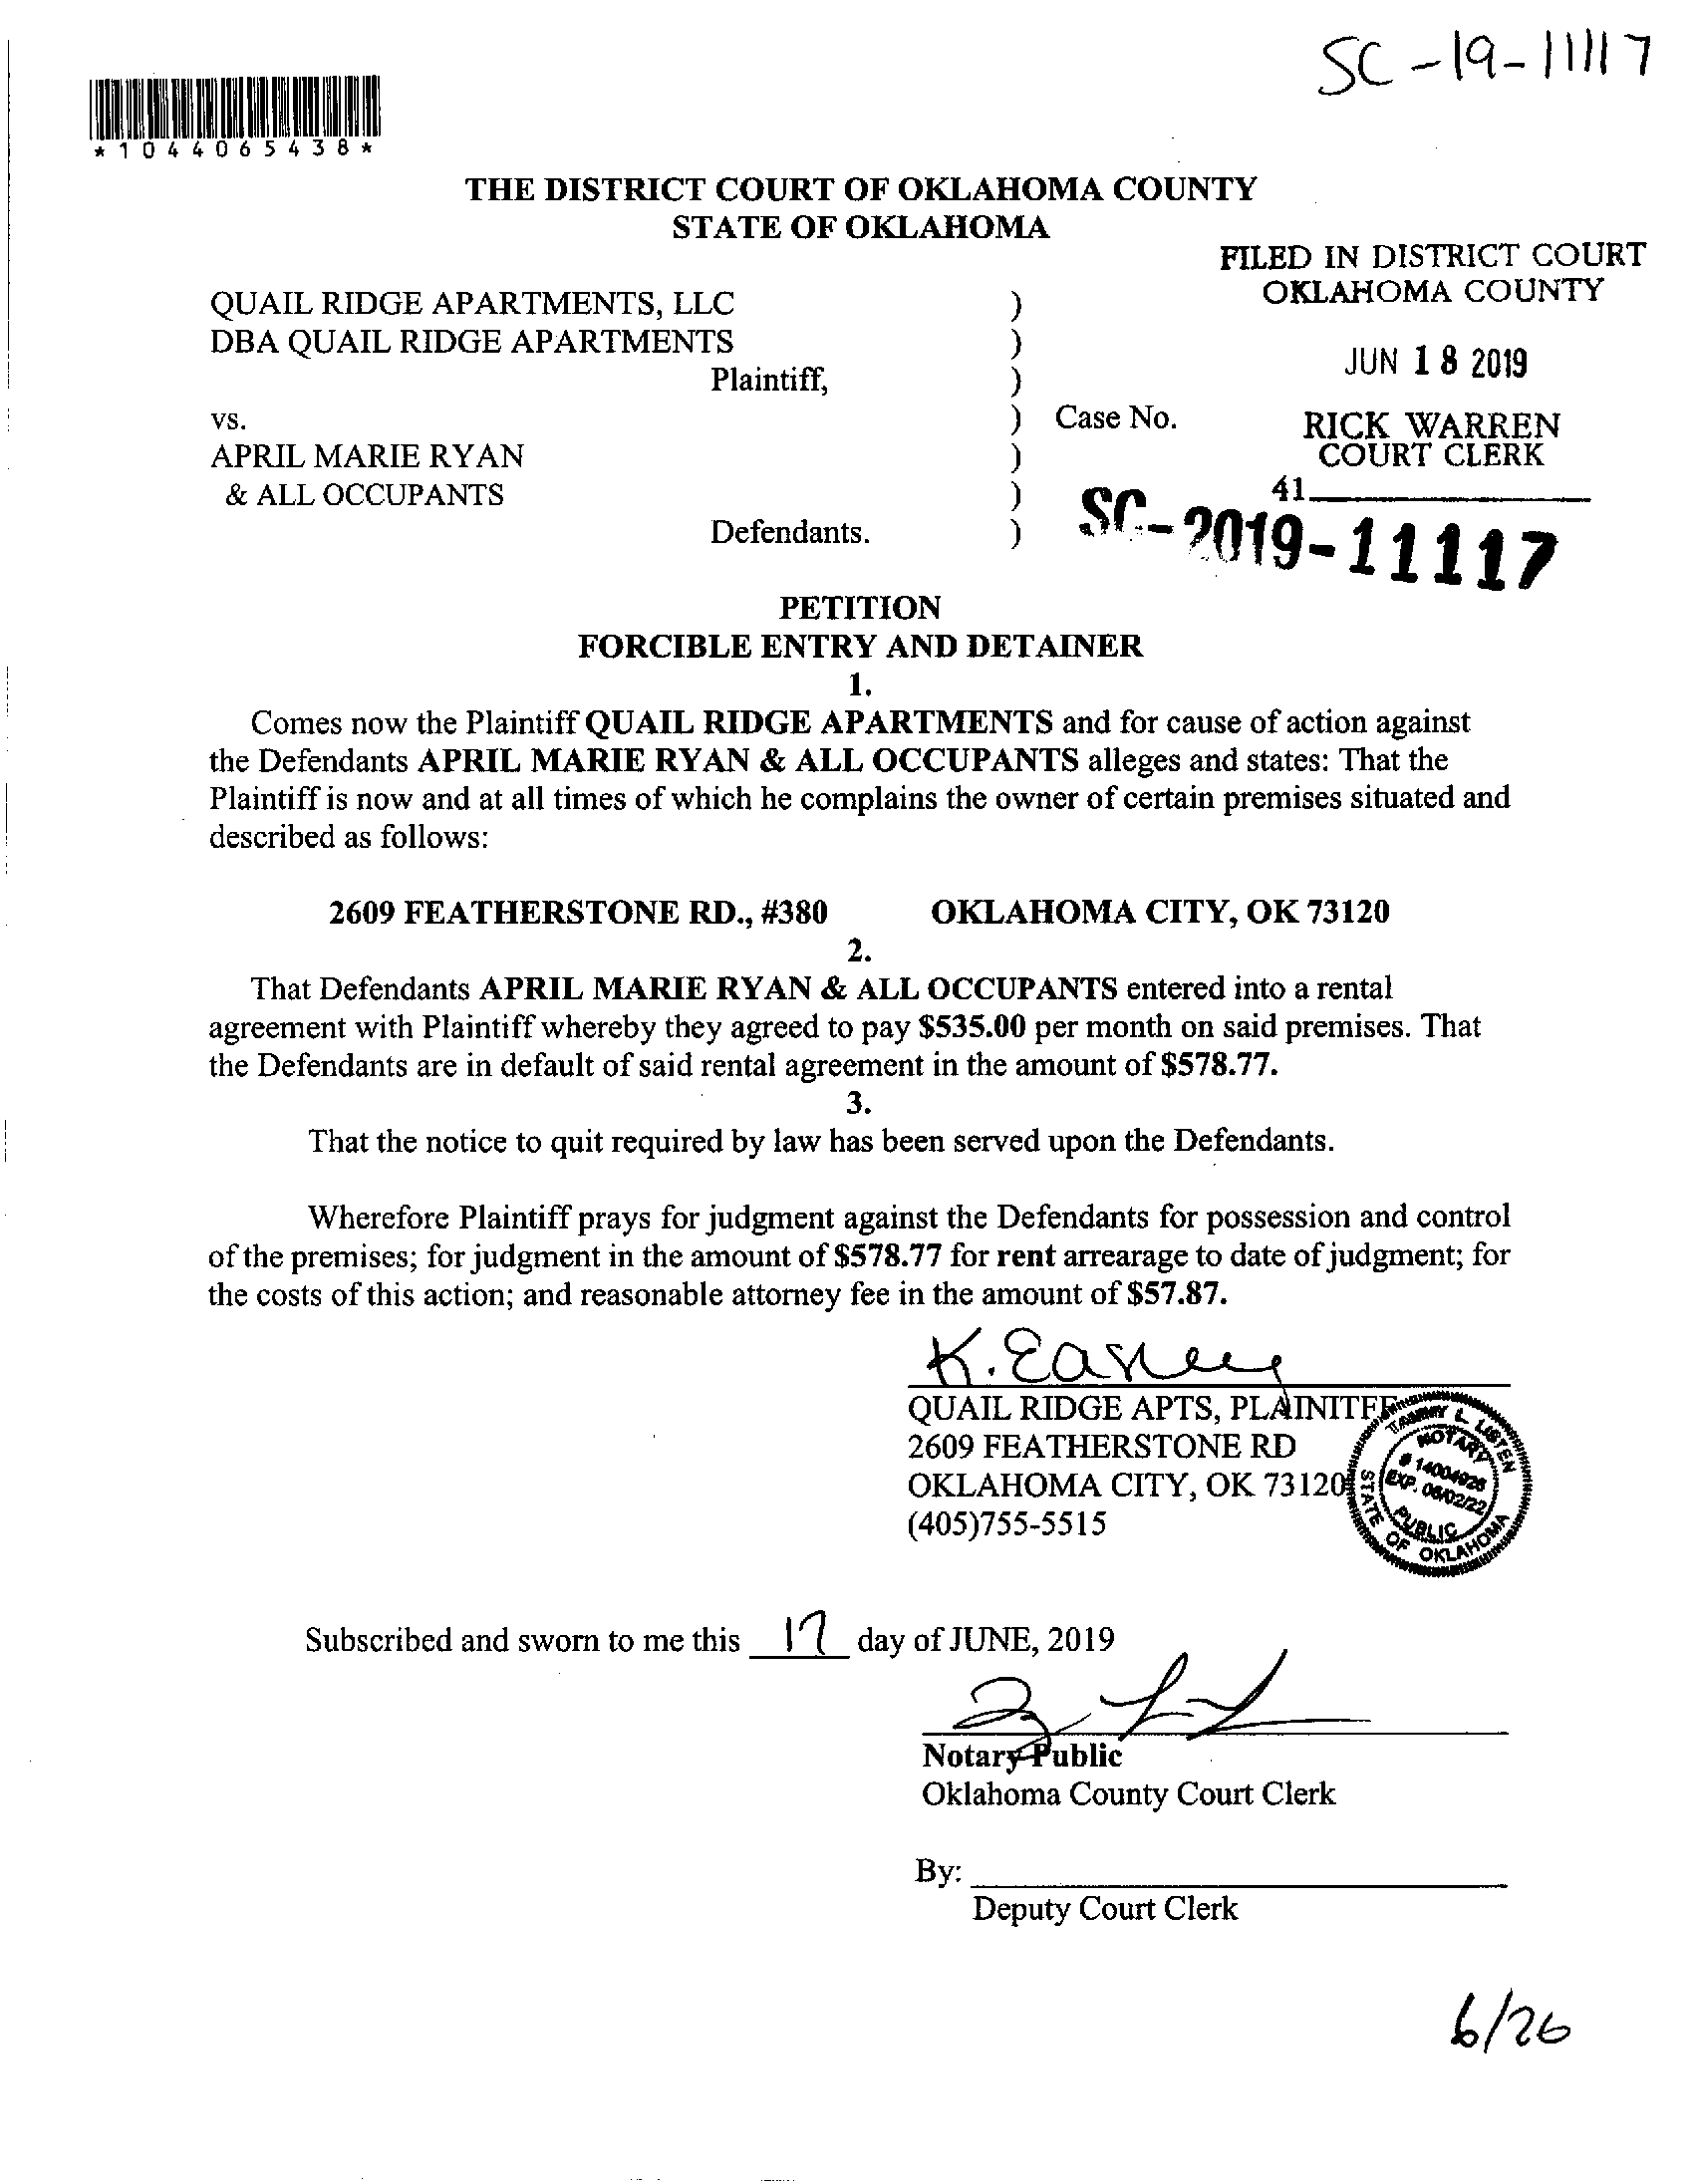 SC-19-11117
*1044065438*
THE DISTRICT COURT OF OKLAHOMA COUNTY
STATE OF OKLAHOMA
FILED IN DISTRICT COURT
OKLAHOMA COUNTY
QUAIL RIDGE APARTMENTS, LLC )
DBA QUAIL RIDGE APARTMENTS )
JUN 18 2019
Plaintiff, )
vs. ) Case No.
RICK WARREN
COURT CLERK
APRIL MARIE RYAN )
& ALL OCCUPANTS )
41
Defendants. )
SC-2019-11117
PETITION
FORCIBLE ENTRY AND DETAINER
1.
Comes now the Plaintiff QUAIL RIDGE APARTMENTS and for cause of action against
the Defendants APRIL MARIE RYAN & ALL OCCUPANTS alleges and states: That the
Plaintiff is now and at all times of which he complains the owner of certain premises situated and
described as follows:
2609 FEATHERSTONE RD., #380 OKLAHOMA CITY, OK 73120
2.
That Defendants APRIL MARIE RYAN & ALL OCCUPANTS entered into a rental
agreement with Plaintiff whereby they agreed to pay $535.00 per month on said premises. That
the Defendants are in default of said rental agreement in the amount of $578.77.
3.
That the notice to quit required by law has been served upon the Defendants.
Wherefore Plaintiff prays for judgment against the Defendants for possession and control
of the premises; for judgment in the amount of $578.77 for rent arrearage to date of judgment; for
the costs of this action; and reasonable attorney fee in the amount of $57.87.
K. Easley
QUAIL RIDGE APTS, PLAINITFF
2609 FEATHERSTONE RD
OKLAHOMA CITY, OK 73120
(405)755-5515
TAMMY L. LISTEN
NOTARY
# 14004926
EXP. 06/02/22
PUBLIC
STATE OF OKLAHOMA
Subscribed and sworn to me this 17 day of JUNE, 2019
Notary Public
Oklahoma County Court Clerk
By:
Deputy Court Clerk
6/26